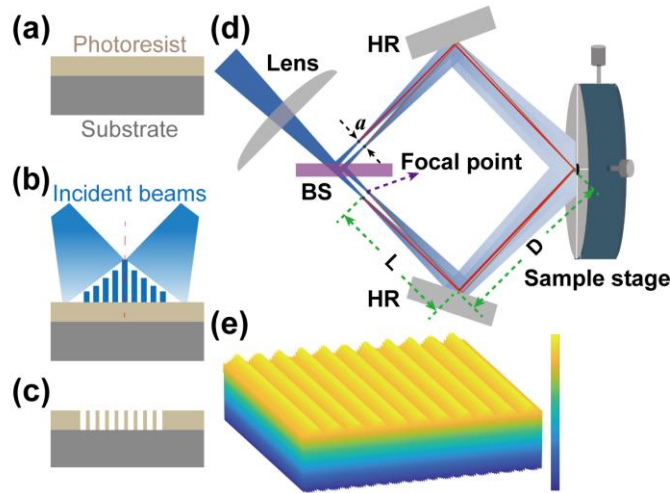 (a)
Photoresist
Substrate
(b)
Incident beams
(c)
(d)
HR
Lens
a
BS
Focal point
L
D
HR
Sample stage
(e)